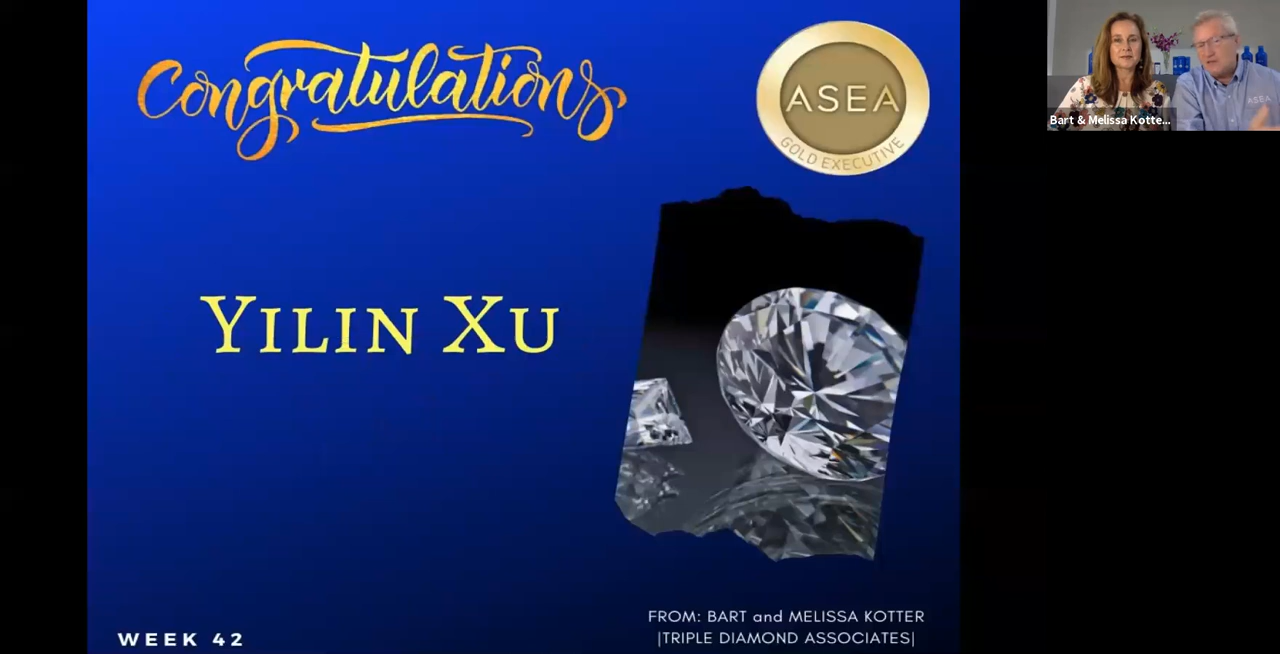 Congratulations
ASEA
GOLD EXECUTIVE
Bart & Melissa Kotte...
ASEA
YILIN XU
FROM: BART and MELISSA KOTTER
|TRIPLE DIAMOND ASSOCIATES|
WEEK 42